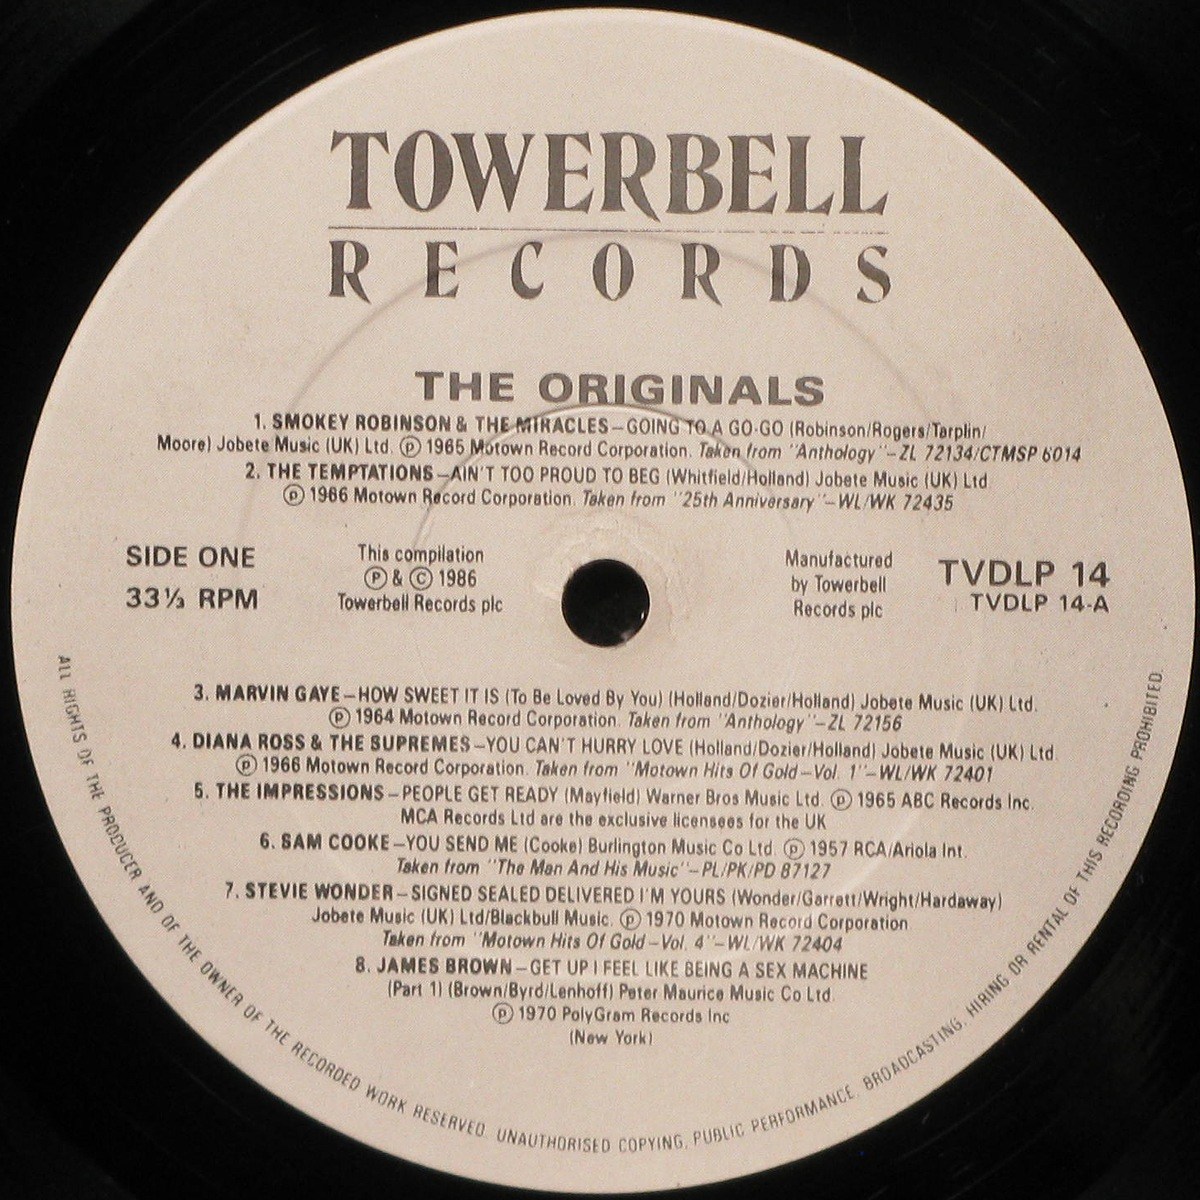 TOWERBELL
RECORDS
THE ORIGINALS
1. SMOKEY ROBINSON & THE MIRACLES–GOING TO A GO-GO (Robinson/Rogers/Tarplin/
Moore) Jobete Music (UK) Ltd. ℗ 1965 Motown Record Corporation. Taken from "Anthology"–ZL 72134/CTMSP 6014
2. THE TEMPTATIONS–AIN'T TOO PROUD TO BEG (Whitfield/Holland) Jobete Music (UK) Ltd
℗ 1966 Motown Record Corporation. Taken from "25th Anniversary"–WL/WK 72435
SIDE ONE
33⅓ RPM
This compilation
℗ & © 1986
Towerbell Records plc
Manufactured
by Towerbell
Records plc
TVDLP 14
TVDLP 14-A
3. MARVIN GAYE–HOW SWEET IT IS (To Be Loved By You) (Holland/Dozier/Holland) Jobete Music (UK) Ltd.
℗ 1964 Motown Record Corporation. Taken from "Anthology"–ZL 72156
4. DIANA ROSS & THE SUPREMES–YOU CAN'T HURRY LOVE (Holland/Dozier/Holland) Jobete Music (UK) Ltd
℗ 1966 Motown Record Corporation. Taken from "Motown Hits Of Gold–Vol. 1"–WL/WK 72401
5. THE IMPRESSIONS–PEOPLE GET READY (Mayfield) Warner Bros Music Ltd. ℗ 1965 ABC Records Inc.
MCA Records Ltd are the exclusive licensees for the UK
6. SAM COOKE–YOU SEND ME (Cooke) Burlington Music Co Ltd. ℗ 1957 RCA/Ariola Int.
Taken from "The Man And His Music"–PL/PK/PD 87127
7. STEVIE WONDER–SIGNED SEALED DELIVERED I'M YOURS (Wonder/Garrett/Wright/Hardaway)
Jobete Music (UK) Ltd/Blackbull Music. ℗ 1970 Motown Record Corporation
Taken from "Motown Hits Of Gold–Vol. 4"–WL/WK 72404
8. JAMES BROWN–GET UP I FEEL LIKE BEING A SEX MACHINE
(Part 1) (Brown/Byrd/Lenhoff) Peter Maurice Music Co Ltd.
℗ 1970 PolyGram Records Inc
(New York)
ALL RIGHTS OF THE PRODUCER AND OF THE OWNER OF THE RECORDED WORK RESERVED. UNAUTHORISED COPYING, PUBLIC PERFORMANCE, BROADCASTING, HIRING OR RENTAL OF THIS RECORDING PROHIBITED.